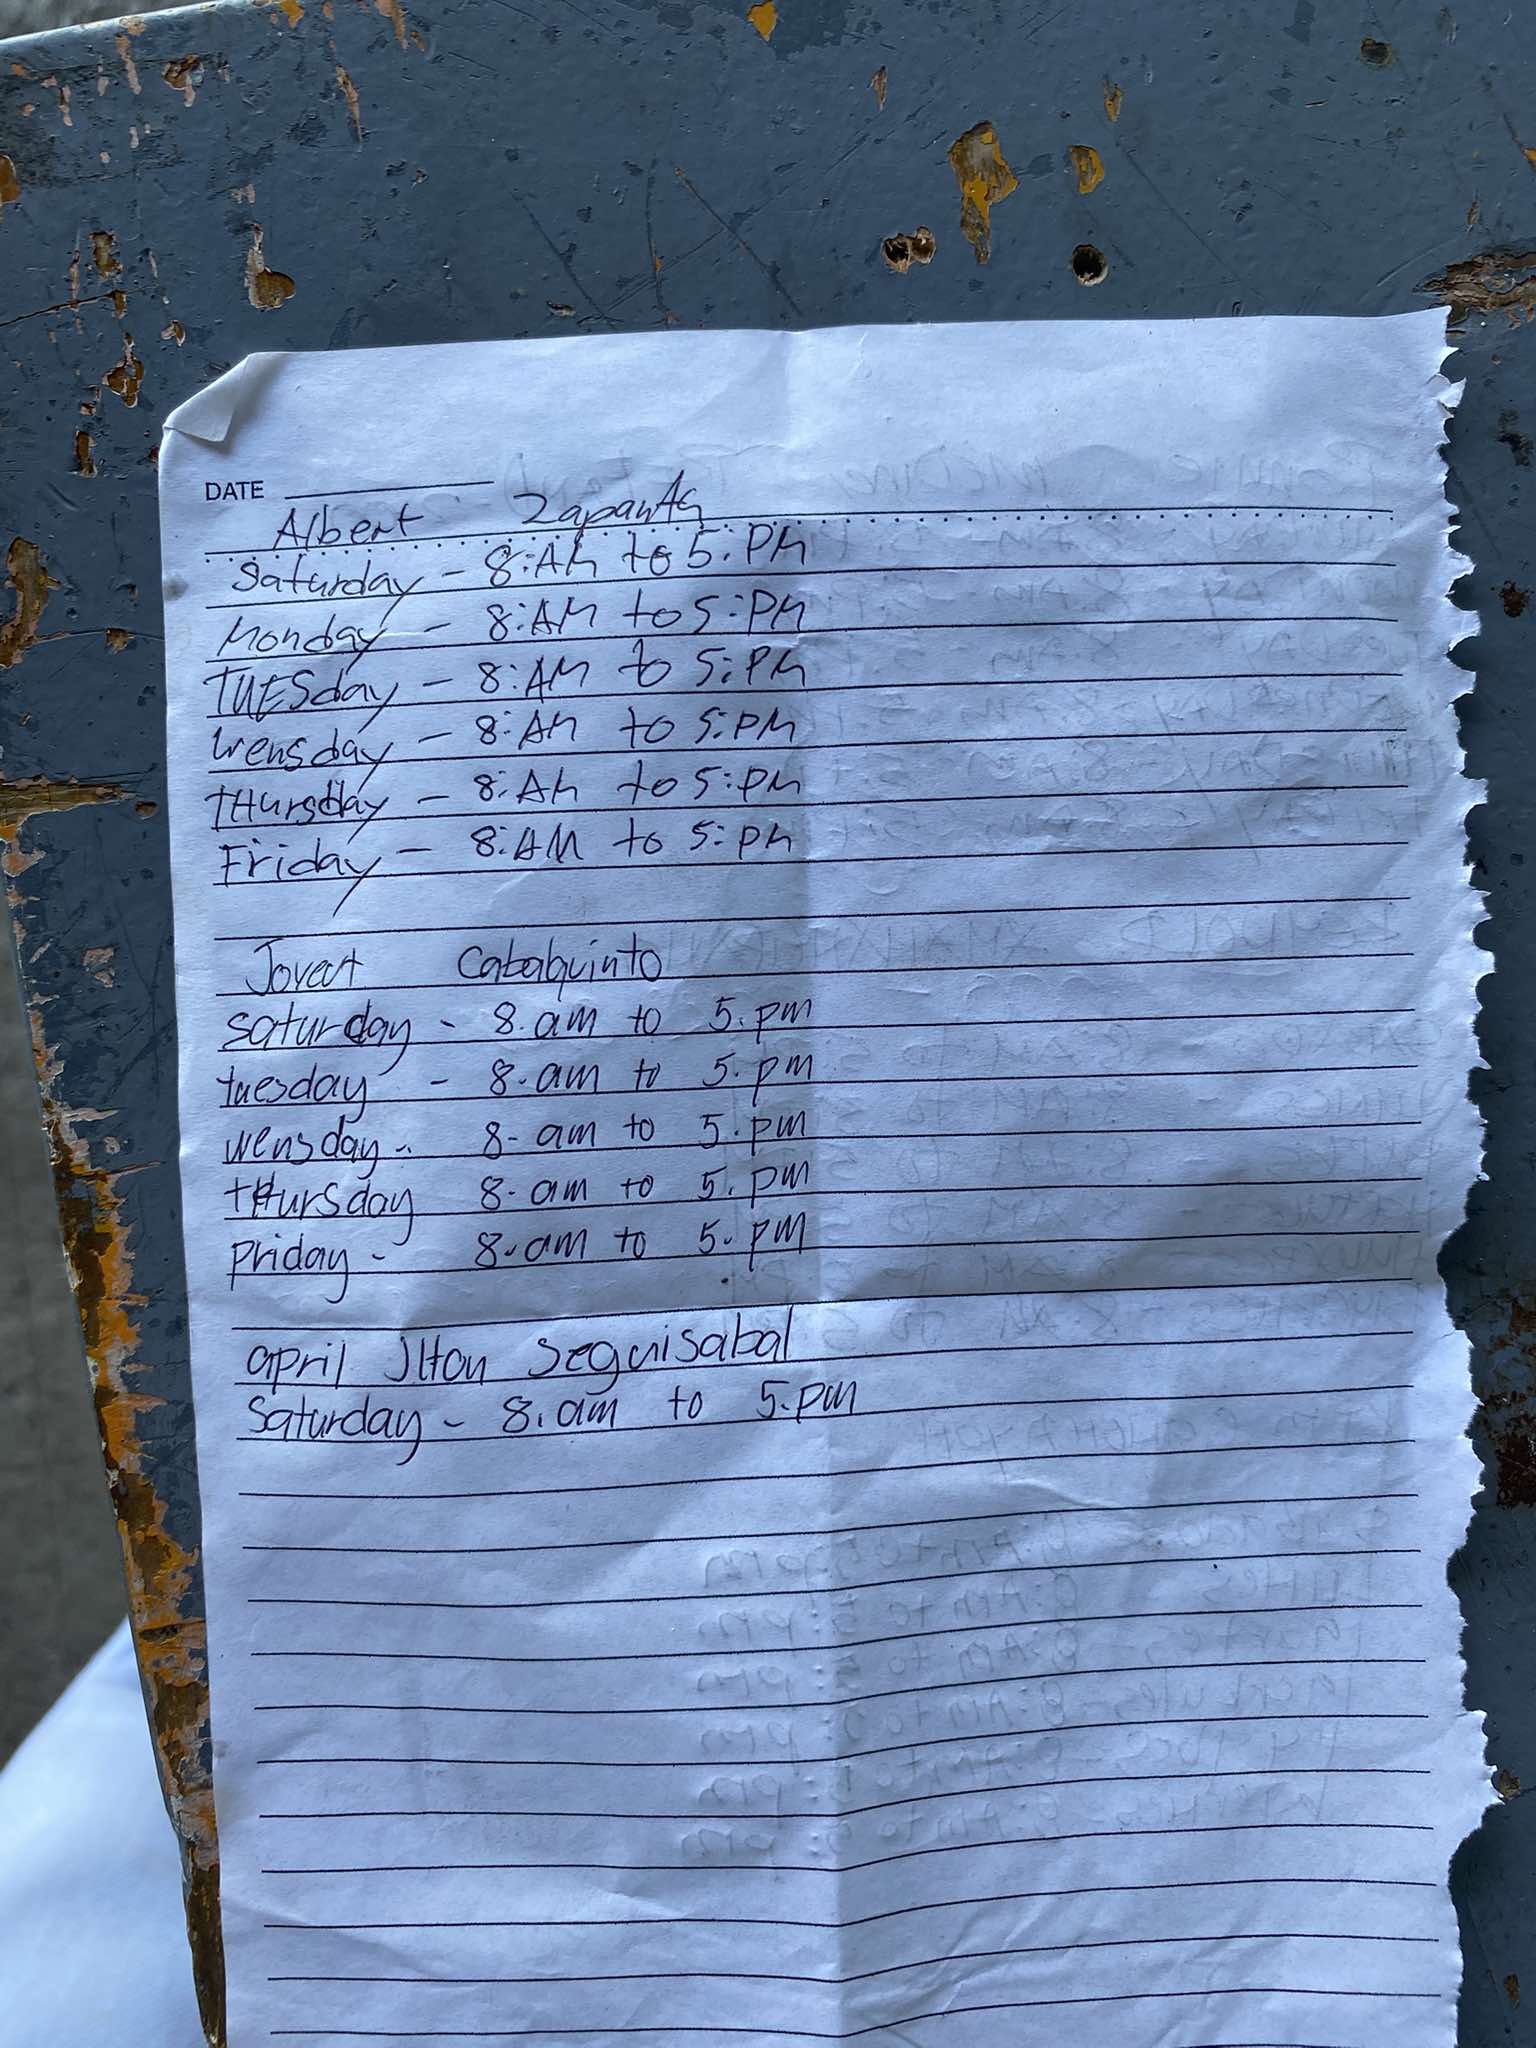 DATE
Albert Zapanta
Saturday - 8:AM to 5:PM
Monday - 8:AM to 5:PM
TUESday - 8:AM to 5:PM
Wensday - 8:AM to 5:PM
tHursday - 8:AM to 5:PM
Friday - 8:AM to 5:PM
Jovert Cabaquinto
saturday - 8.am to 5.pm
tuesday - 8.am to 5.pm
wensday - 8-am to 5.pm
tHursday 8-am to 5.pm
priday - 8.am to 5.pm
april Seguisabal
Saturday - 8.am to 5.pm